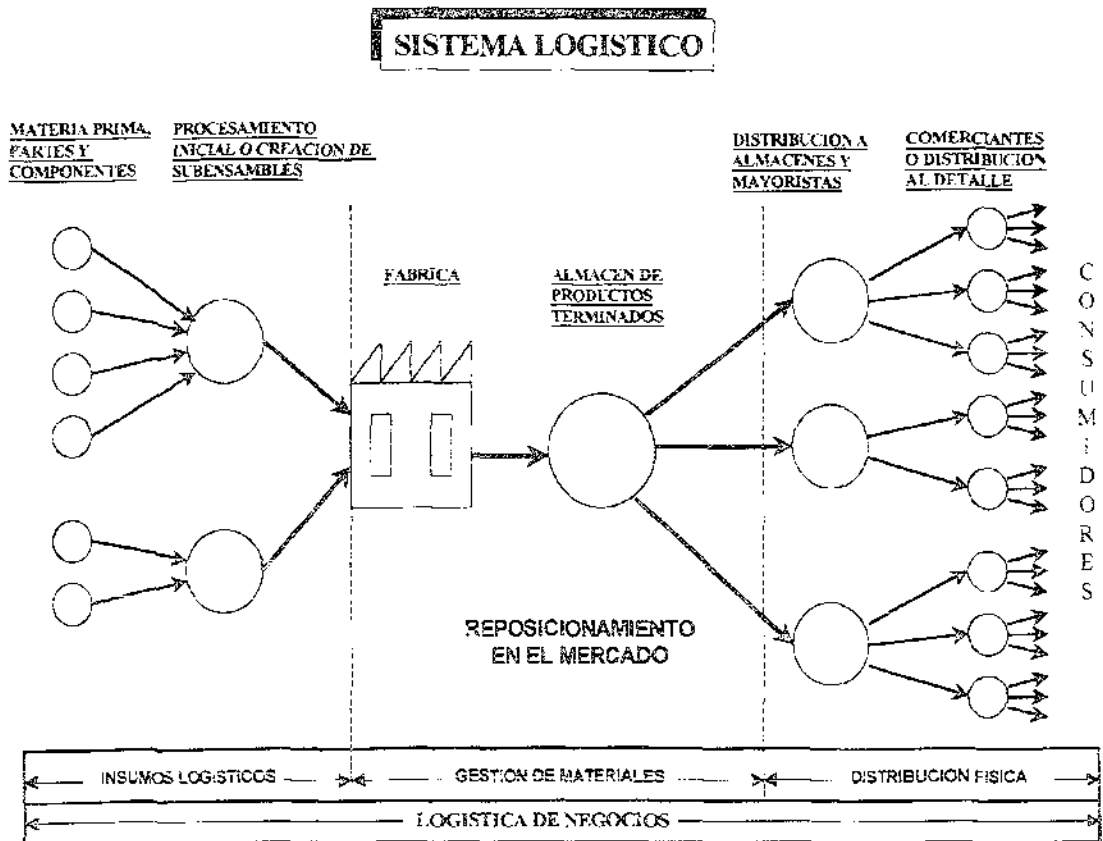 SISTEMA LOGISTICO
MATERIA PRIMA,
PARTES Y
COMPONENTES
PROCESAMIENTO
INICIAL O CREACION DE
SUBENSAMBLES
DISTRIBUCION A
ALMACENES Y
MAYORISTAS
COMERCIANTES
O DISTRIBUCION
AL DETALLE
FABRICA
ALMACEN DE
PRODUCTOS
TERMINADOS
CONSUMIDORES
REPOSICIONAMIENTO
EN EL MERCADO
INSUMOS LOGISTICOS
GESTION DE MATERIALES
DISTRIBUCION FISICA
LOGISTICA DE NEGOCIOS